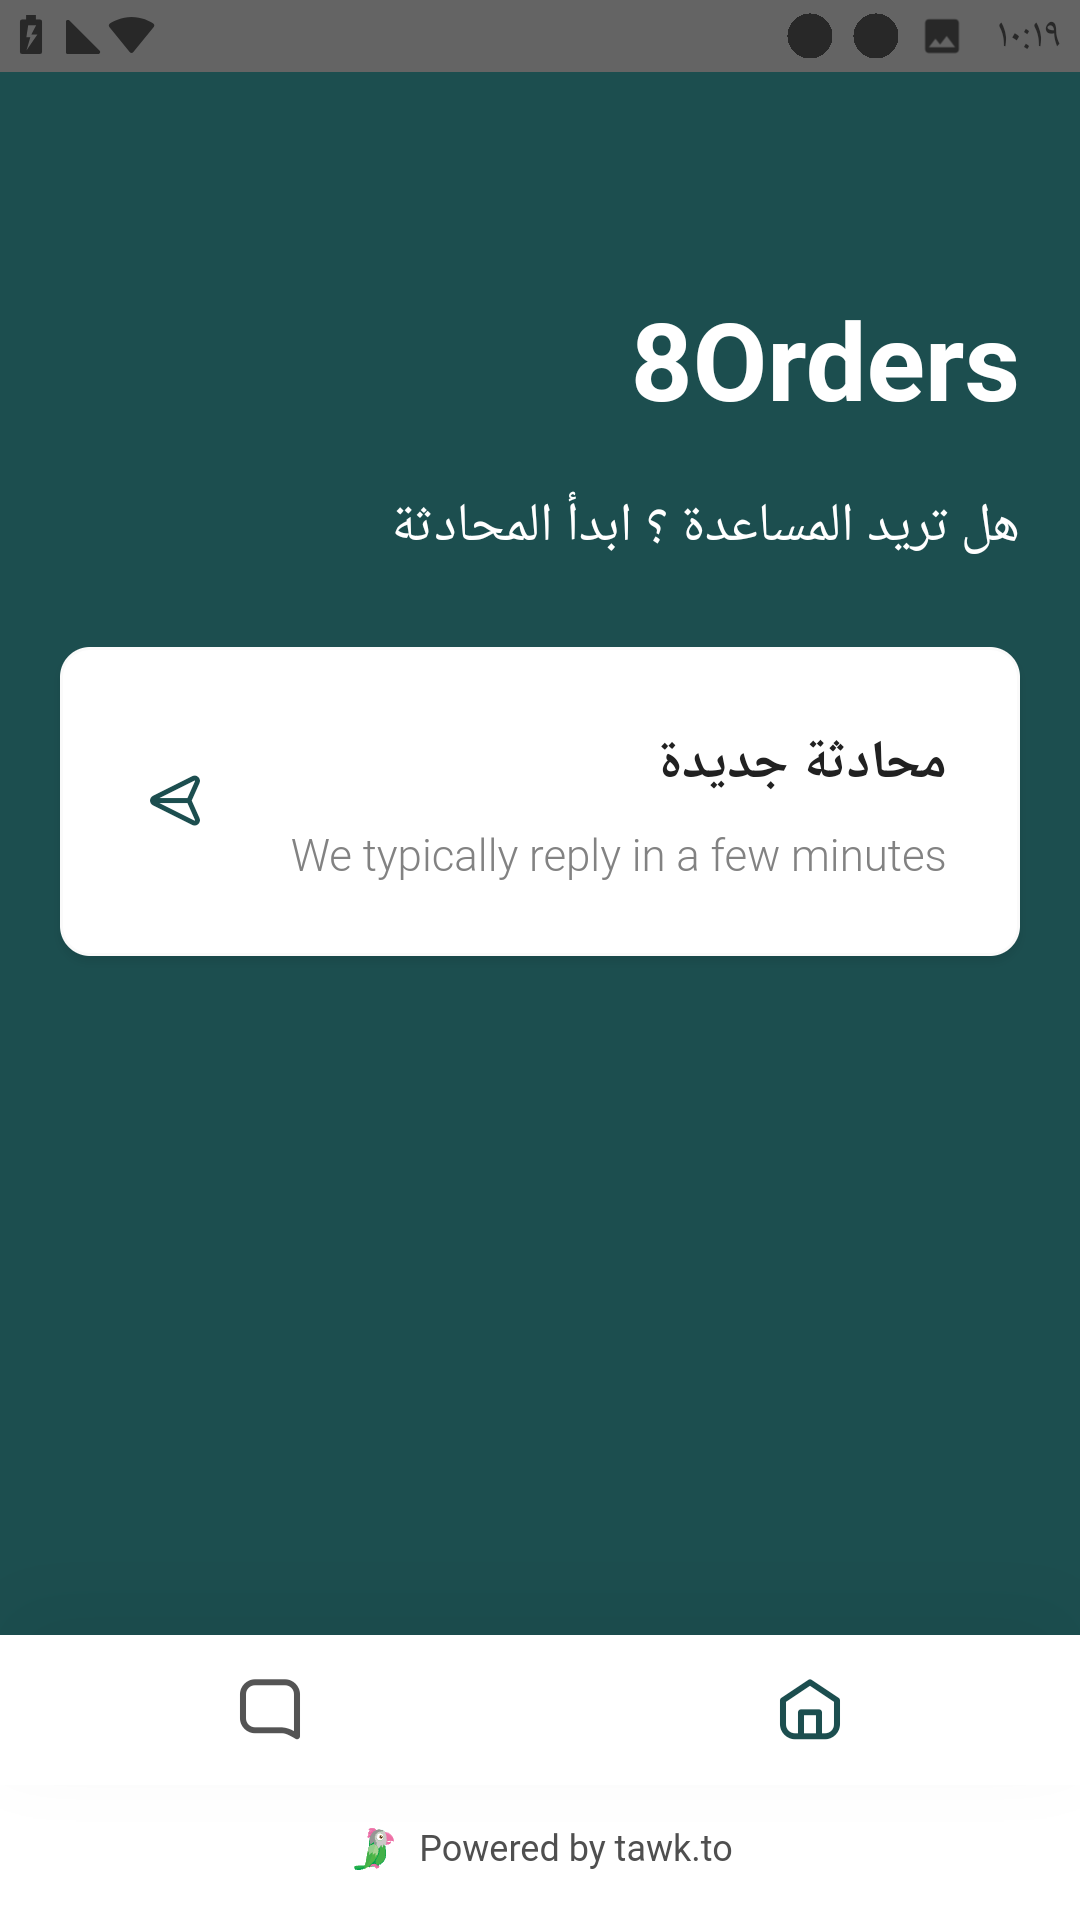 ١٠:١٩
8Orders
هل تريد المساعدة ؟ ابدأ المحادثة
محادثة جديدة
We typically reply in a few minutes
Powered by tawk.to